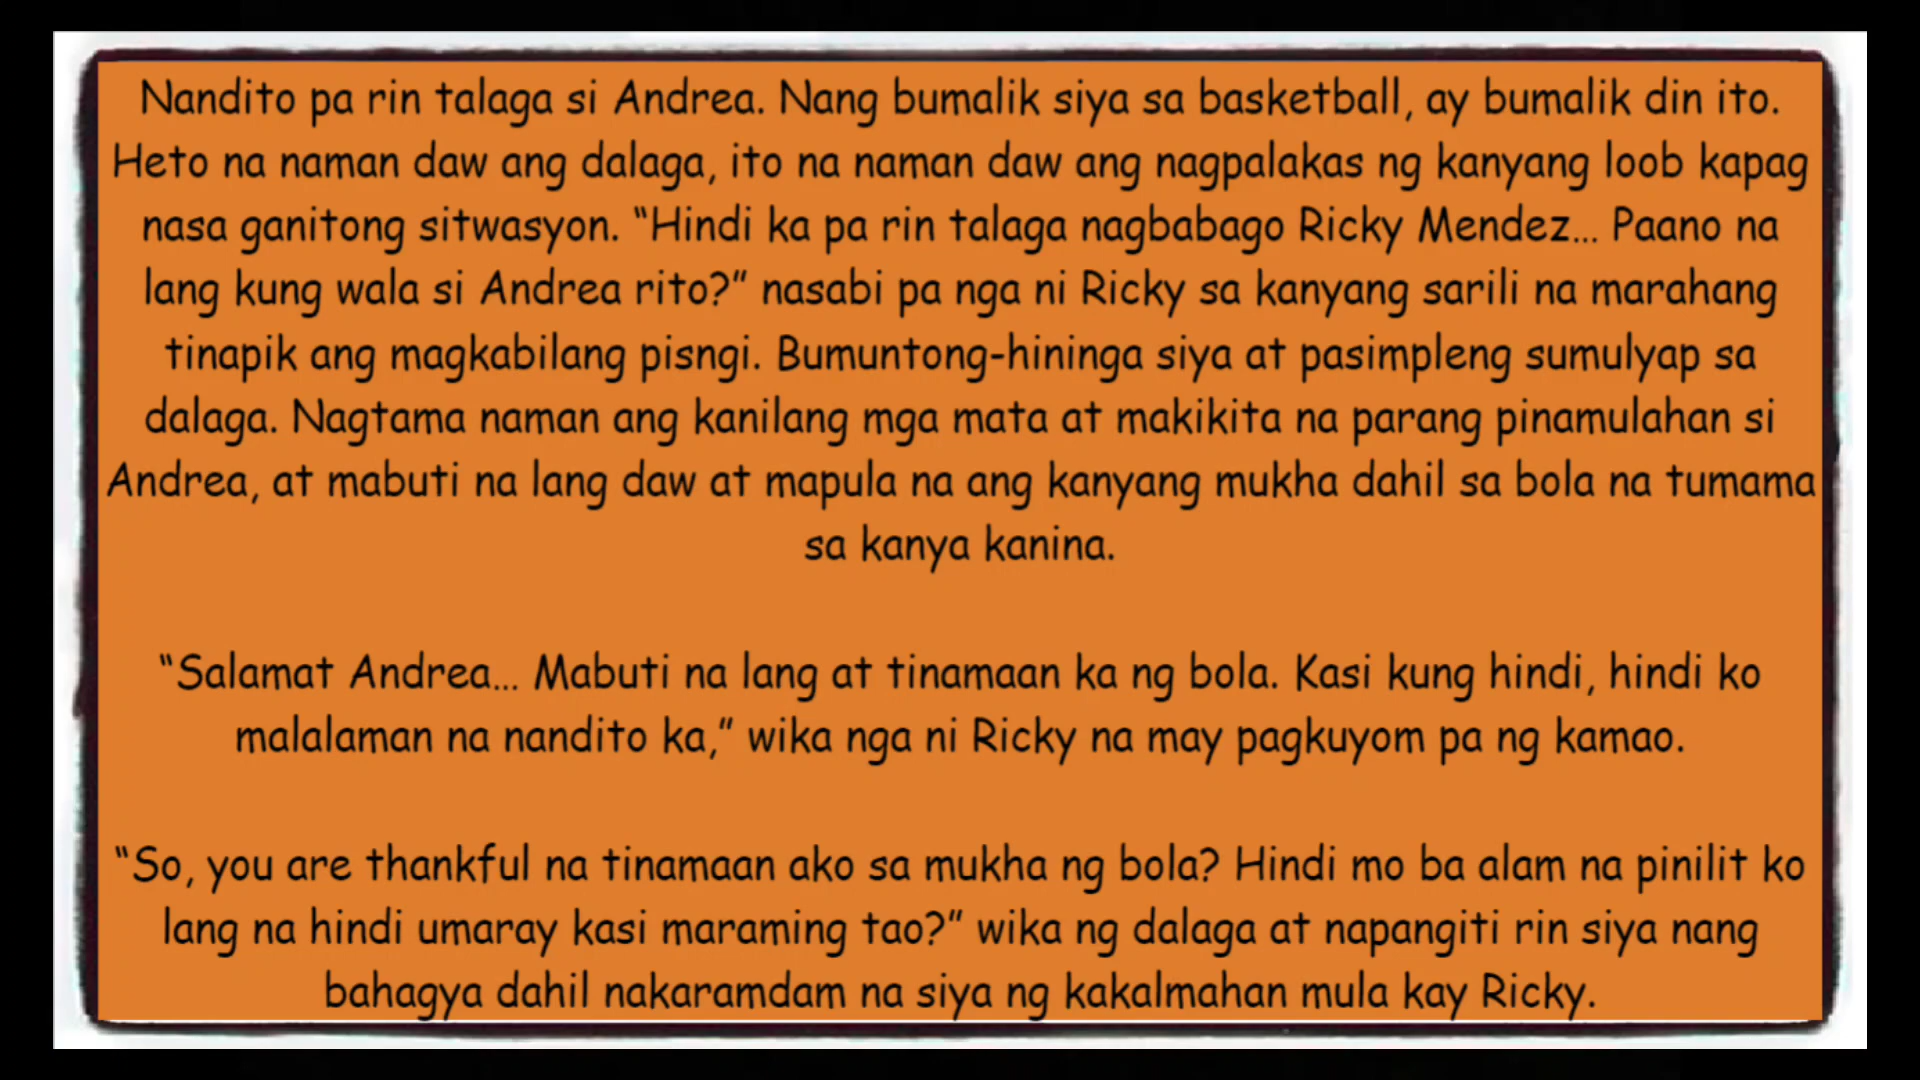 Nandito pa rin talaga si Andrea. Nang bumalik siya sa basketball, ay bumalik din ito.
Heto na naman daw ang dalaga, ito na naman daw ang nagpalakas ng kanyang loob kapag
nasa ganitong sitwasyon. “Hindi ka pa rin talaga nagbabago Ricky Mendez... Paano na
lang kung wala si Andrea rito?” nasabi pa nga ni Ricky sa kanyang sarili na marahang
tinapik ang magkabilang pisngi. Bumuntong-hininga siya at pasimpleng sumulyap sa
dalaga. Nagtama naman ang kanilang mga mata at makikita na parang pinamulahan si
Andrea, at mabuti na lang daw at mapula na ang kanyang mukha dahil sa bola na tumama
sa kanya kanina.
“Salamat Andrea... Mabuti na lang at tinamaan ka ng bola. Kasi kung hindi, hindi ko
malalaman na nandito ka,” wika nga ni Ricky na may pagkuyom pa ng kamao.
“So, you are thankful na tinamaan ako sa mukha ng bola? Hindi mo ba alam na pinilit ko
lang na hindi umaray kasi maraming tao?” wika ng dalaga at napangiti rin siya nang
bahagya dahil nakaramdam na siya ng kakalmahan mula kay Ricky.